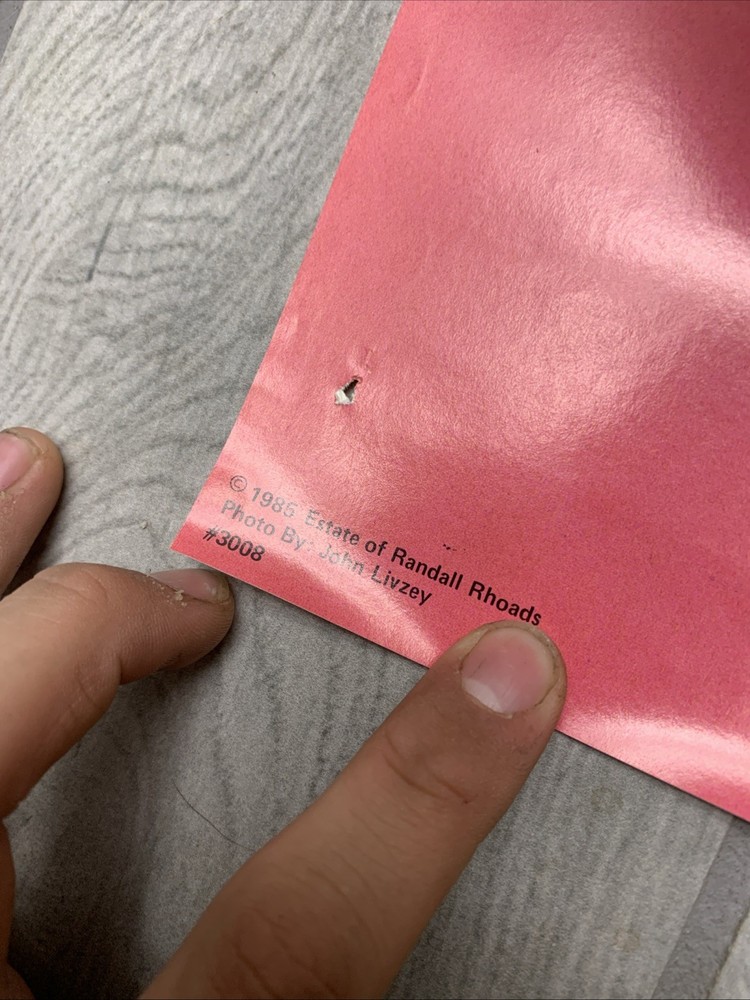 © 1985 Estate of Randall Rhoads
Photo By: John Livzey
#3008